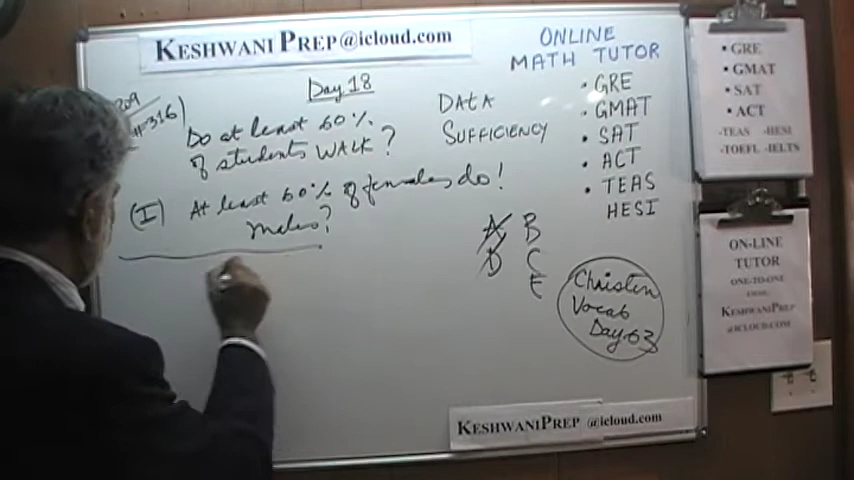 KESHWANI PREP@icloud.com
Day 18
209
#316)
Do at least 60%
of students WALK?
(I) At least 60% of females do!
males?
DATA
SUFFICIENCY
A B
D C
E
ONLINE
MATH TUTOR
• GRE
• GMAT
• SAT
• ACT
• TEAS
HESI
Christen
Vocab
Day 63
• GRE
• GMAT
• SAT
• ACT
-TEAS -HESI
-TOEFL -IELTS
ON-LINE
TUTOR
ONE-TO-ONE
KESHWANIPREP
@ICLOUD.COM
KESHWANIPREP @icloud.com